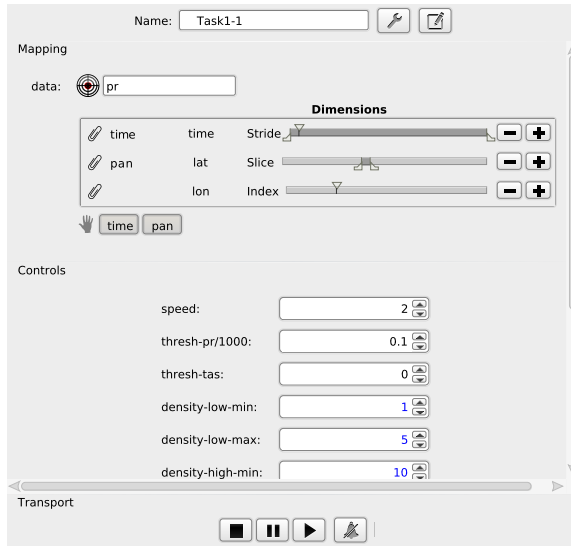 Name: Task1-1
Mapping
data: pr
Dimensions
time time Stride
pan lat Slice
lon Index
time pan
Controls
speed: 2
thresh-pr/1000: 0.1
thresh-tas: 0
density-low-min: 1
density-low-max: 5
density-high-min: 10
Transport